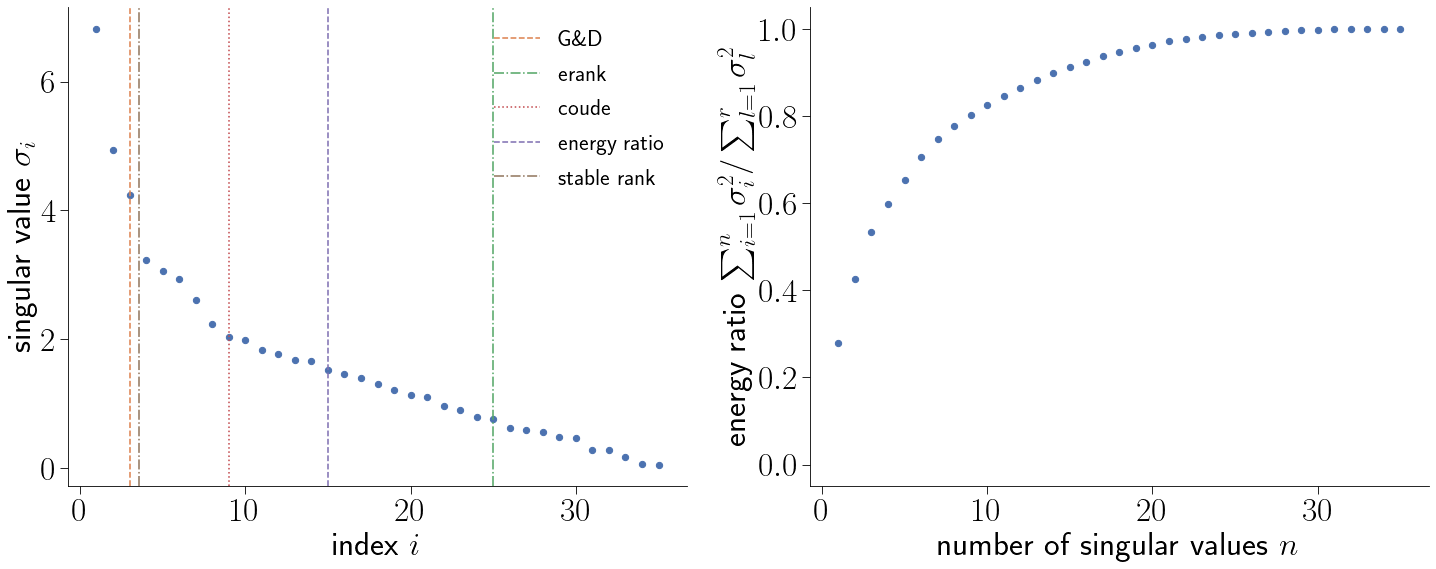 singular value σ_i
6
4
2
0
0 10 20 30
index i
G&D
erank
coude
energy ratio
stable rank
energy ratio ∑_{i=1}^{n} σ_i^2 / ∑_{l=1}^{r} σ_l^2
1.0
0.8
0.6
0.4
0.2
0.0
0 10 20 30
number of singular values n